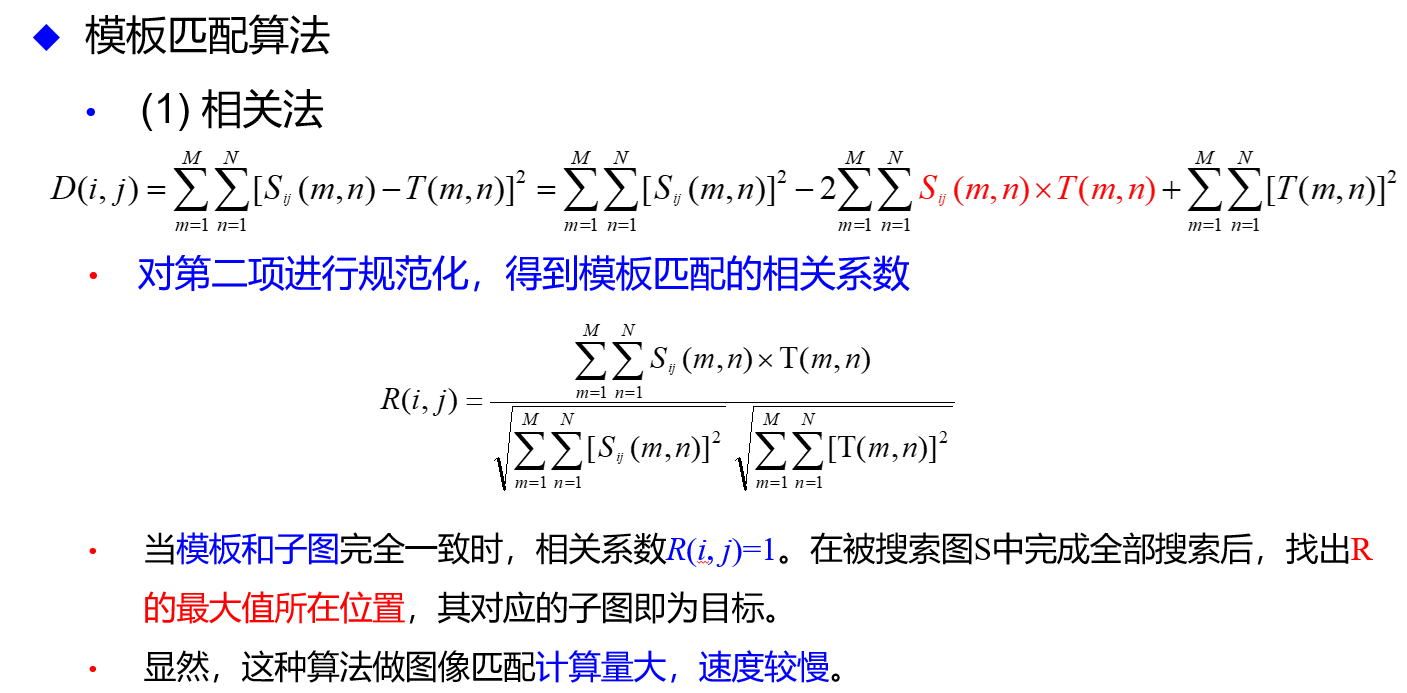 ◆ 模板匹配算法
• (1) 相关法
D(i, j) = \sum_{m=1}^{M} \sum_{n=1}^{N} [S_{ij}(m,n) − T(m,n)]^2 = \sum_{m=1}^{M} \sum_{n=1}^{N} [S_{ij}(m,n)]^2 − 2 \sum_{m=1}^{M} \sum_{n=1}^{N} S_{ij}(m,n) × T(m,n) + \sum_{m=1}^{M} \sum_{n=1}^{N} [T(m,n)]^2
• 对第二项进行规范化，得到模板匹配的相关系数
R(i, j) = \frac{\sum_{m=1}^{M} \sum_{n=1}^{N} S_{ij}(m,n) × T(m,n)}{\sqrt{\sum_{m=1}^{M} \sum_{n=1}^{N} [S_{ij}(m,n)]^2} \sqrt{\sum_{m=1}^{M} \sum_{n=1}^{N} [T(m,n)]^2}}
• 当模板和子图完全一致时，相关系数R(i, j)=1。在被搜索图S中完成全部搜索后，找出R
的最大值所在位置，其对应的子图即为目标。
• 显然，这种算法做图像匹配计算量大，速度较慢。